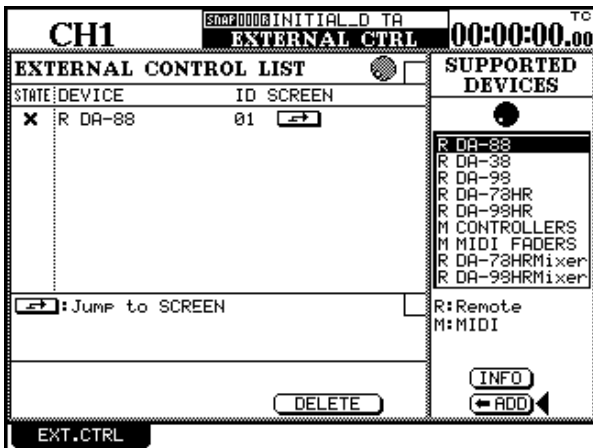 CH1
SNAP000:INITIAL_D TA
EXTERNAL CTRL
TC
00:00:00.00
EXTERNAL CONTROL LIST
STATE DEVICE ID SCREEN
R DA-88 01
:Jump to SCREEN
DELETE
SUPPORTED
DEVICES
R DA-88
R DA-38
R DA-98
R DA-78HR
R DA-98HR
M CONTROLLERS
M MIDI FADERS
R DA-78HRMixer
R DA-98HRMixer
R:Remote
M:MIDI
INFO
ADD
EXT.CTRL